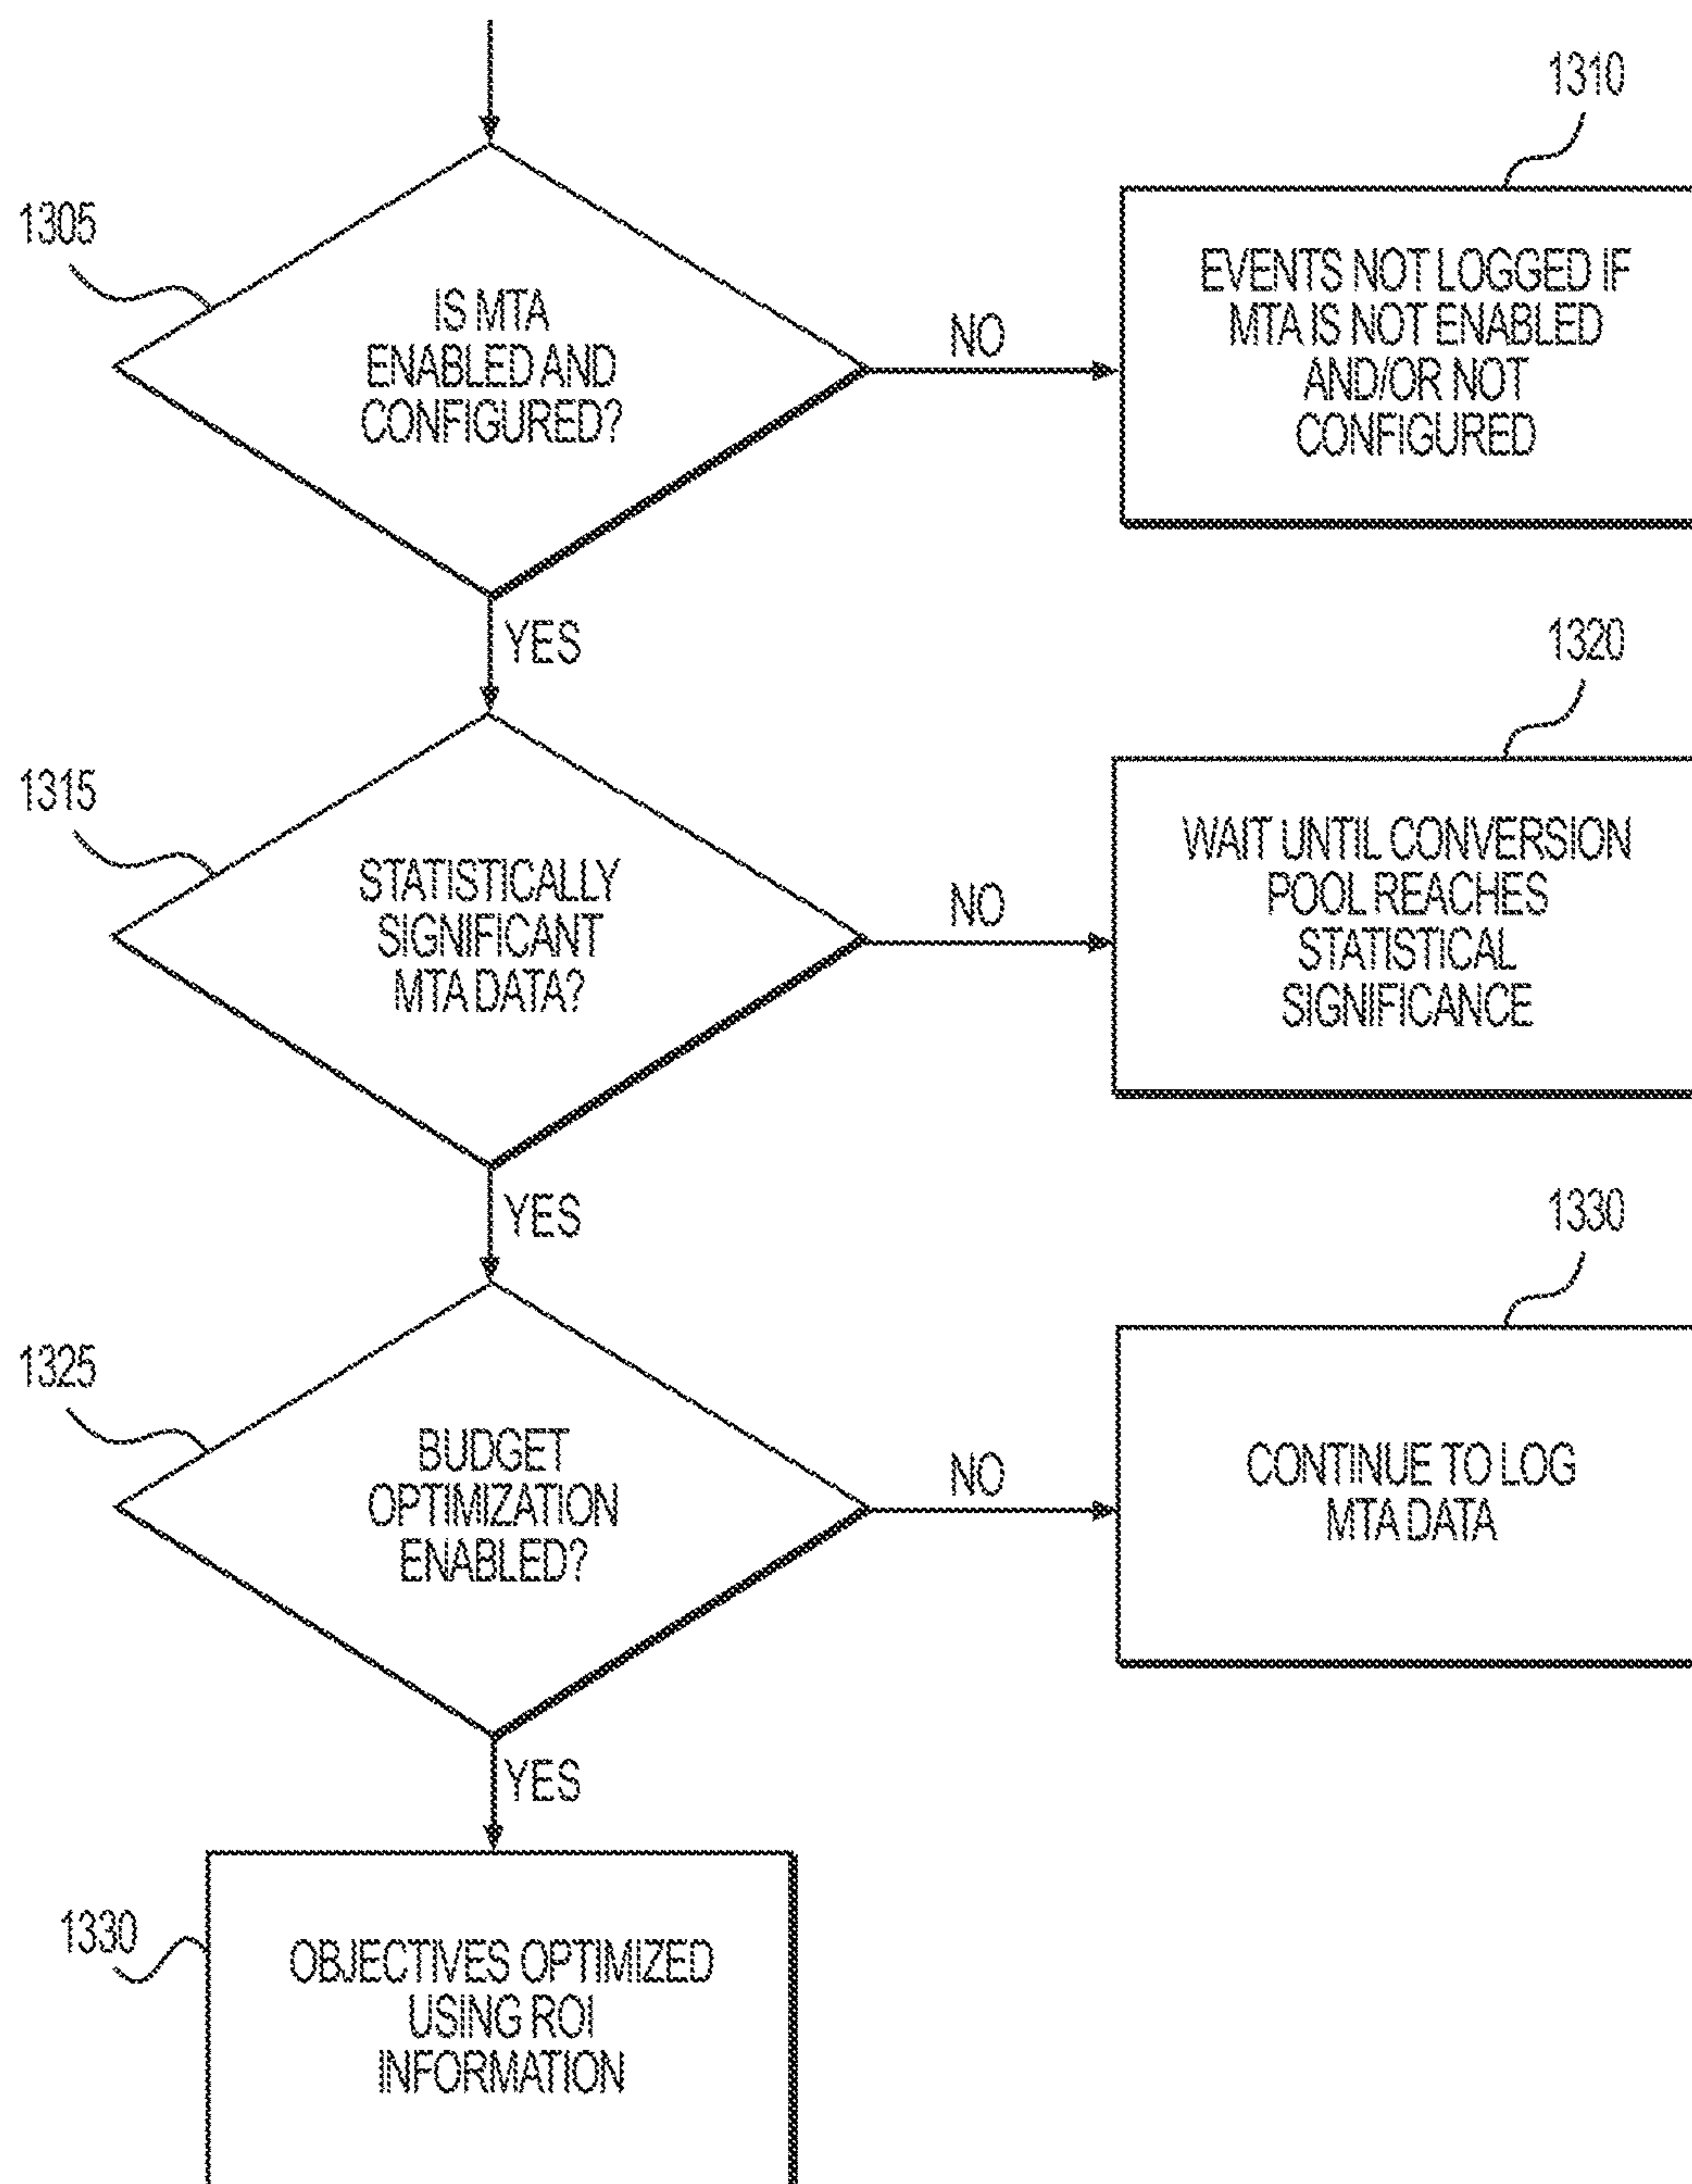 1310
1305
IS MTA
ENABLED AND
CONFIGURED?
NO
EVENTS NOT LOGGED IF
MTA IS NOT ENABLED
AND/OR NOT
CONFIGURED
YES
1320
1315
STATISTICALLY
SIGNIFICANT
MTA DATA?
NO
WAIT UNTIL CONVERSION
POOL REACHES
STATISTICAL
SIGNIFICANCE
YES
1330
1325
BUDGET
OPTIMIZATION
ENABLED?
NO
CONTINUE TO LOG
MTA DATA
YES
1330
OBJECTIVES OPTIMIZED
USING ROI
INFORMATION